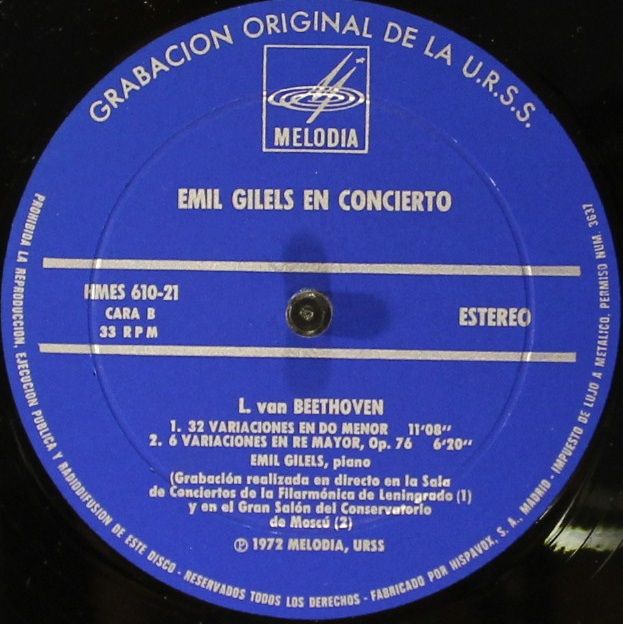 GRABACION ORIGINAL DE LA U.R.S.S.
MELODIA
EMIL GILELS EN CONCIERTO
HMES 610-21
CARA B
33 RPM
ESTEREO
L. van BEETHOVEN
1. 32 VARIACIONES EN DO MENOR 11'08"
2. 6 VARIACIONES EN RE MAYOR, Op. 76 6'20"
EMIL GILELS, piano
(Grabación realizada en directo en la Sala
de Conciertos de la Filarmónica de Leningrado (1)
y en el Gran Salón del Conservatorio
de Moscú (2)
Ⓟ 1972 MELODIA, URSS
PROHIBIDA LA REPRODUCCION, EJECUCION PUBLICA Y RADIODIFUSION DE ESTE DISCO - RESERVADOS TODOS LOS DERECHOS - FABRICADO POR HISPAVOX, S. A., MADRID - IMPUESTO DE LUJO A METALICO, PERMISO NUM. 3637